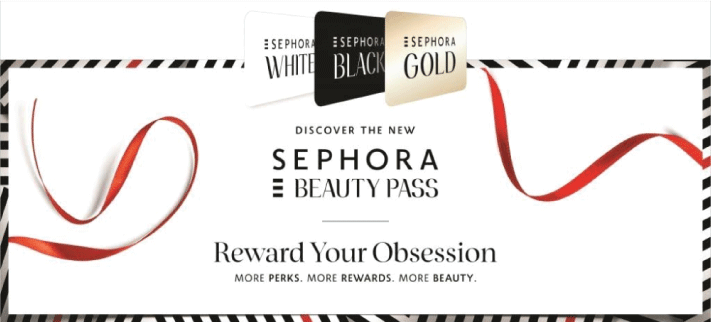 SEPHORA
WHITE
SEPHORA
BLACK
SEPHORA
GOLD
DISCOVER THE NEW
SEPHORA
BEAUTY PASS
Reward Your Obsession
MORE PERKS. MORE REWARDS. MORE BEAUTY.